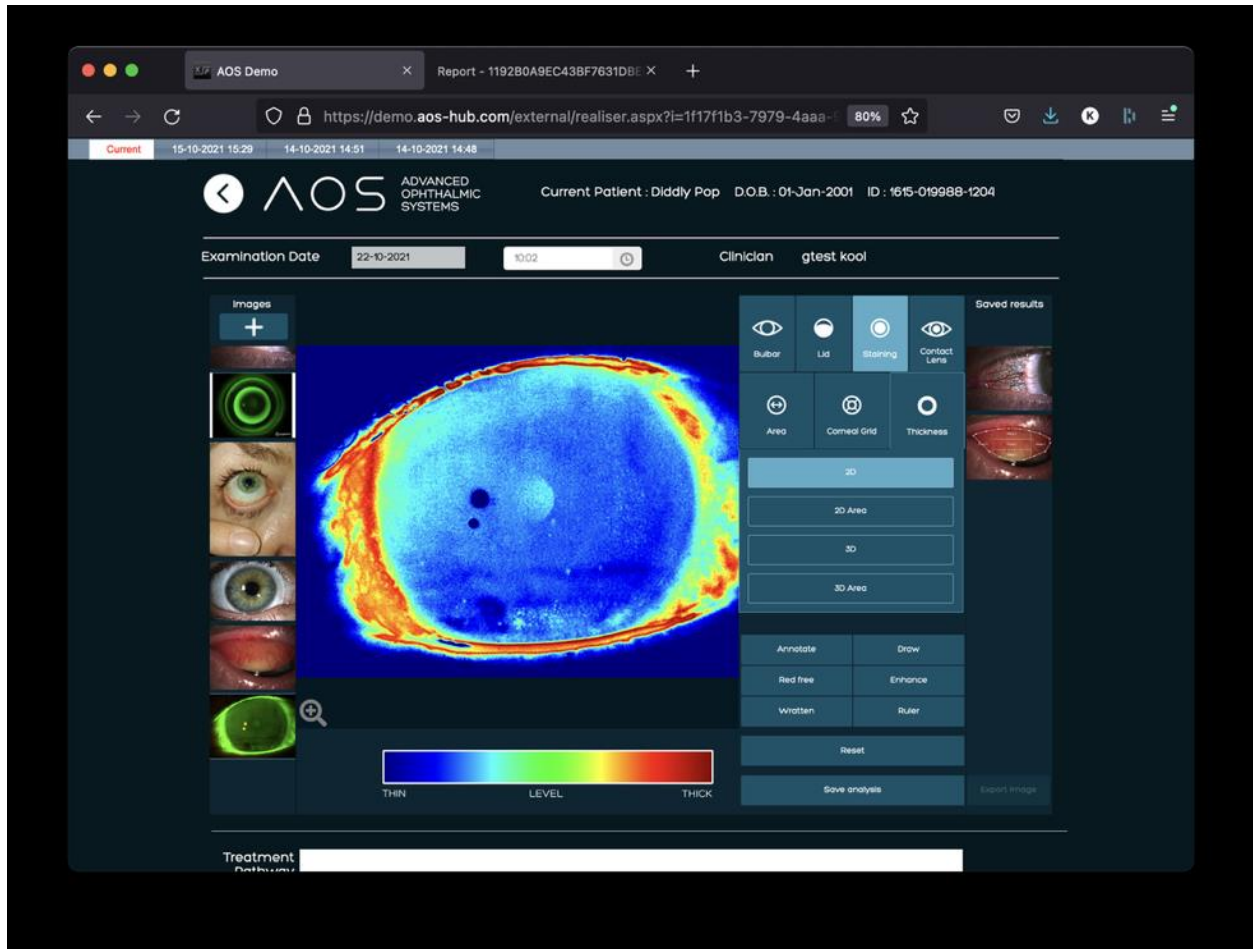 AOS Demo
Report - 1192B0A9EC43BF7631DBE
https://demo.aos-hub.com/external/realiser.aspx?i=1f17f1b3-7979-4aaa- 80%
Current 15-10-2021 15:29 14-10-2021 14:51 14-10-2021 14:48
AOS
ADVANCED
OPHTHALMIC
SYSTEMS
Current Patient : Diddly Pop D.O.B. : 01-Jan-2001 ID : 1615-019988-1204
Examination Date 22-10-2021 10:02 Clinician gtest kool
Images
Saved results
Bulbar Lid Staining Contact
Lens
Area Corneal Grid Thickness
2D
2D Area
3D
3D Area
Annotate Draw
Red free Enhance
Wratten Ruler
Reset
Save analysis
Export Image
THIN LEVEL THICK
Treatment
Pathway